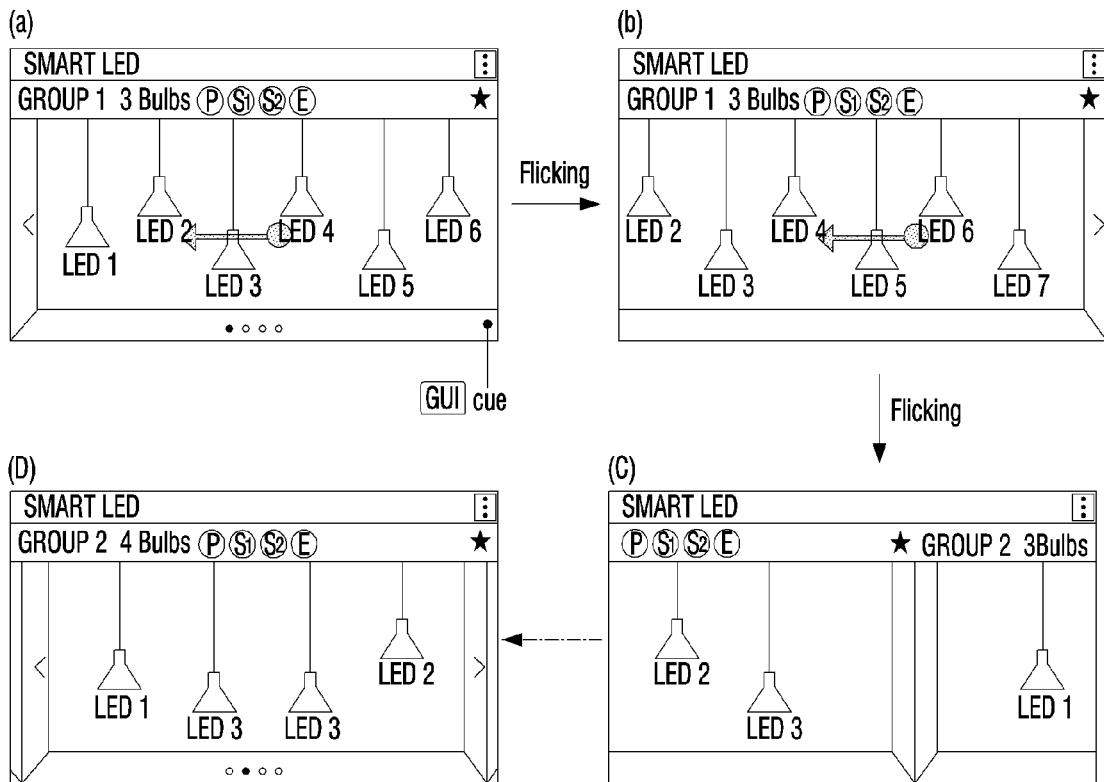 (a)
SMART LED
GROUP 1 3 Bulbs P S1 S2 E ★
LED 2 LED 4 LED 6
LED 1 LED 3 LED 5
GUI cue
Flicking
(b)
SMART LED
GROUP 1 3 Bulbs P S1 S2 E ★
LED 2 LED 4 LED 6
LED 3 LED 5 LED 7
Flicking
(D)
SMART LED
GROUP 2 4 Bulbs P S1 S2 E ★
LED 2
LED 1 LED 3 LED 3
(C)
SMART LED
P S1 S2 E ★ GROUP 2 3Bulbs
LED 2
LED 3 LED 1